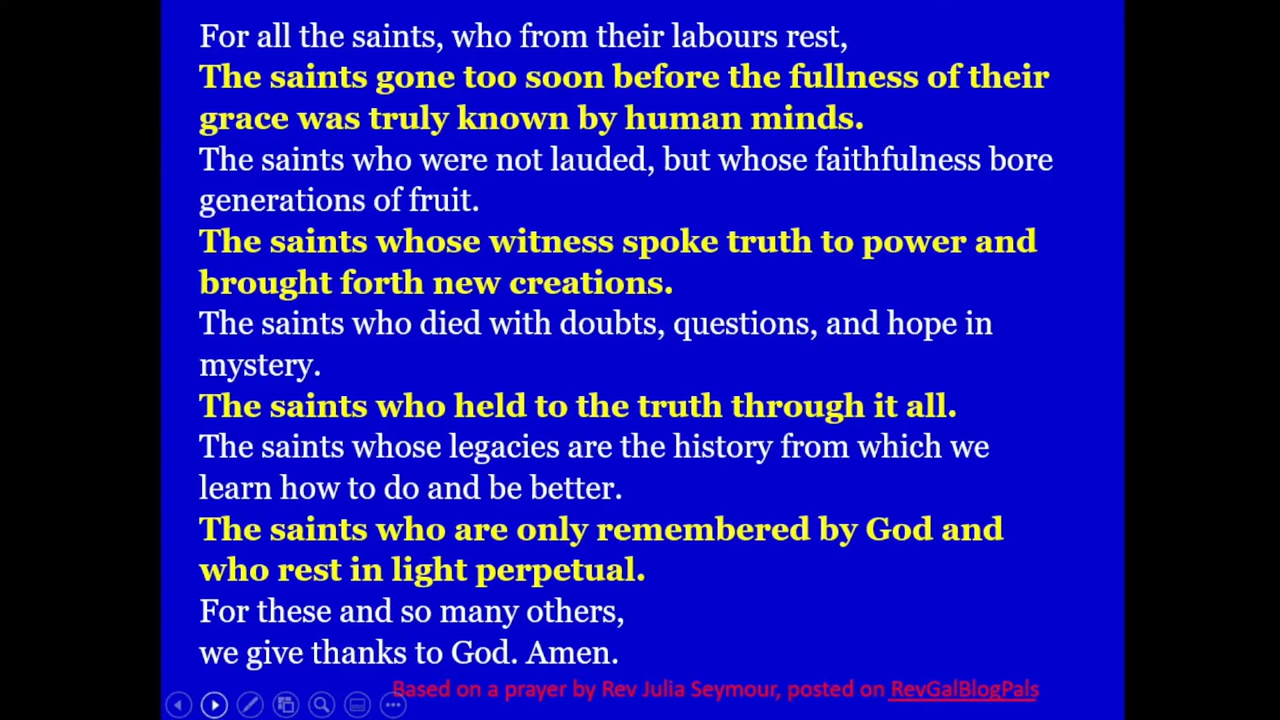 For all the saints, who from their labours rest,
The saints gone too soon before the fullness of their
grace was truly known by human minds.
The saints who were not lauded, but whose faithfulness bore
generations of fruit.
The saints whose witness spoke truth to power and
brought forth new creations.
The saints who died with doubts, questions, and hope in
mystery.
The saints who held to the truth through it all.
The saints whose legacies are the history from which we
learn how to do and be better.
The saints who are only remembered by God and
who rest in light perpetual.
For these and so many others,
we give thanks to God. Amen.
Based on a prayer by Rev Julia Seymour, posted on RevGalBlogPals